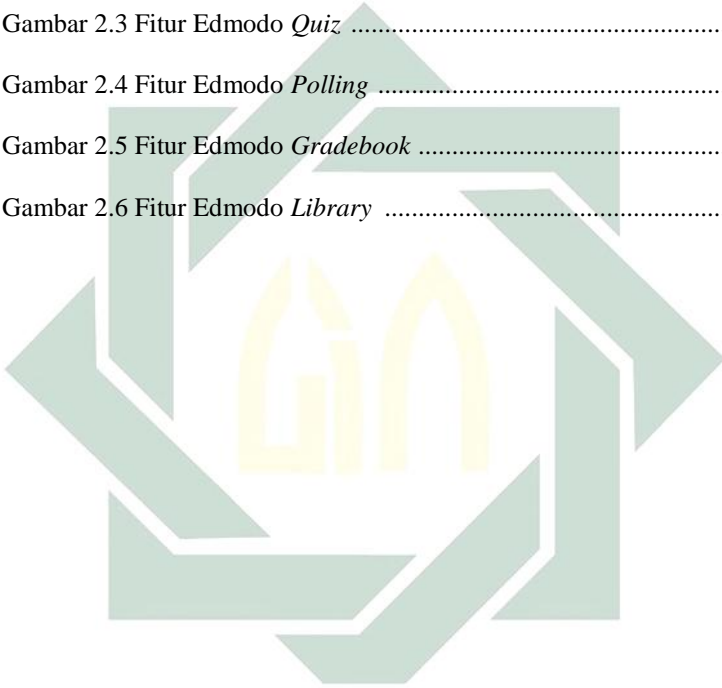 Gambar 2.3 Fitur Edmodo Quiz .......................................................
Gambar 2.4 Fitur Edmodo Polling ...................................................
Gambar 2.5 Fitur Edmodo Gradebook .............................................
Gambar 2.6 Fitur Edmodo Library ..................................................